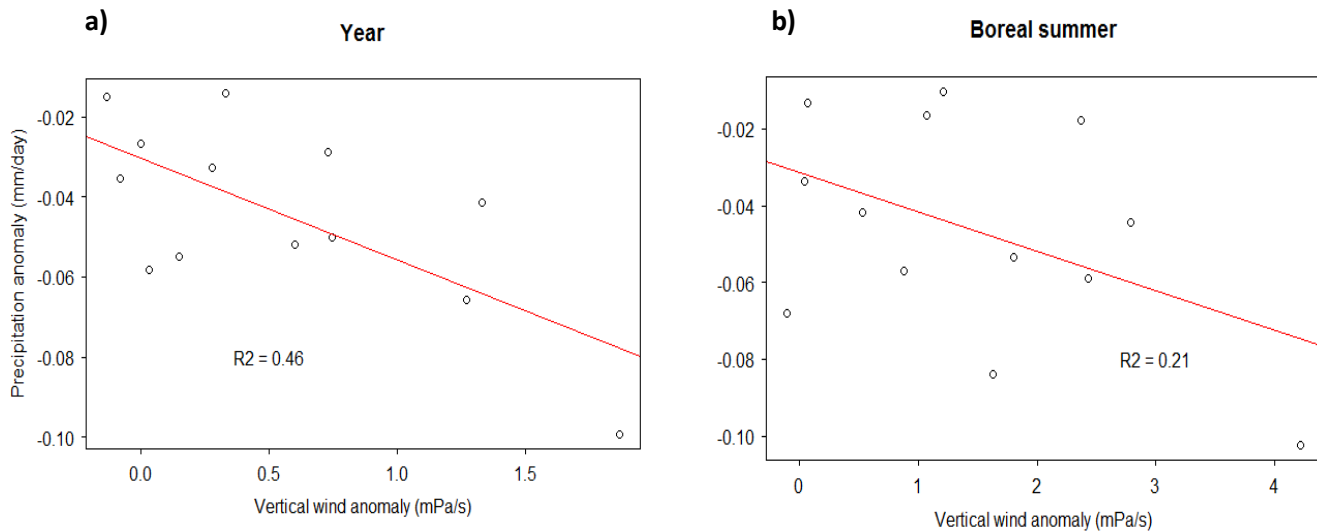 a)
Year
Precipitation anomaly (mm/day)
-0.02
-0.04
-0.06
-0.08
-0.10
R2 = 0.46
0.0 0.5 1.0 1.5
Vertical wind anomaly (mPa/s)
b)
Boreal summer
-0.02
-0.04
-0.06
-0.08
-0.10
R2 = 0.21
0 1 2 3 4
Vertical wind anomaly (mPa/s)